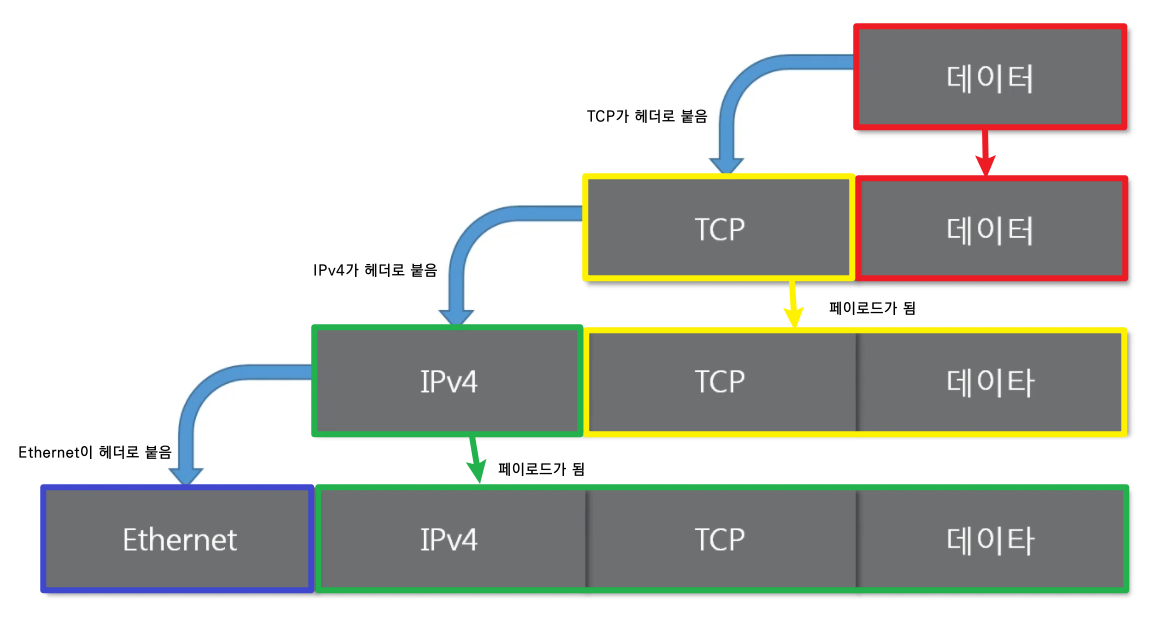 데이터
TCP가 헤더로 붙음
TCP 데이터
IPv4가 헤더로 붙음
페이로드가 됨
IPv4 TCP 데이타
Ethernet이 헤더로 붙음
페이로드가 됨
Ethernet IPv4 TCP 데이타